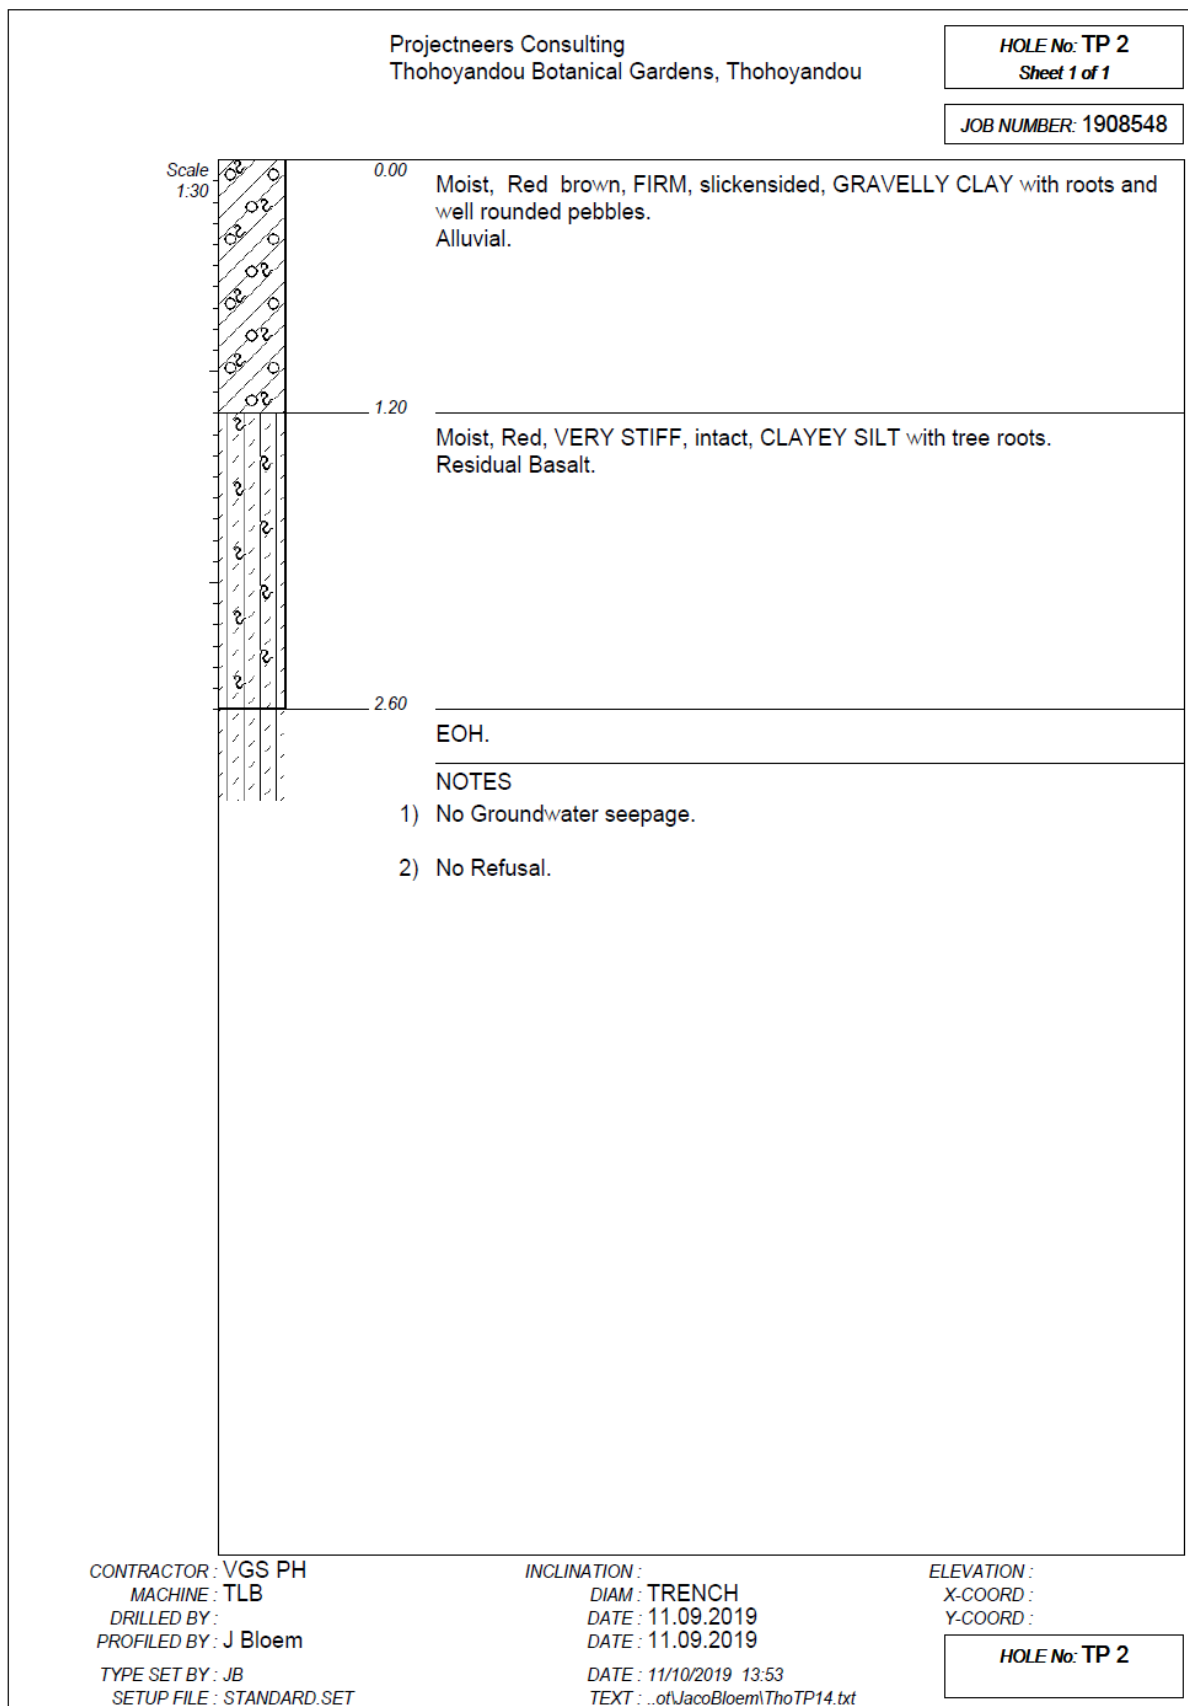 Projectneers Consulting
Thohoyandou Botanical Gardens, Thohoyandou
HOLE No: TP 2
Sheet 1 of 1
JOB NUMBER: 1908548
Scale
1:30
0.00
Moist, Red brown, FIRM, slickensided, GRAVELLY CLAY with roots and
well rounded pebbles.
Alluvial.
1.20
Moist, Red, VERY STIFF, intact, CLAYEY SILT with tree roots.
Residual Basalt.
2.60
EOH.
NOTES
1) No Groundwater seepage.
2) No Refusal.
CONTRACTOR : VGS PH
MACHINE : TLB
DRILLED BY :
PROFILED BY : J Bloem
TYPE SET BY : JB
SETUP FILE : STANDARD.SET
INCLINATION :
DIAM : TRENCH
DATE : 11.09.2019
DATE : 11.09.2019
DATE : 11/10/2019 13:53
TEXT : ..ot\JacoBloem\ThoTP14.txt
ELEVATION :
X-COORD :
Y-COORD :
HOLE No: TP 2